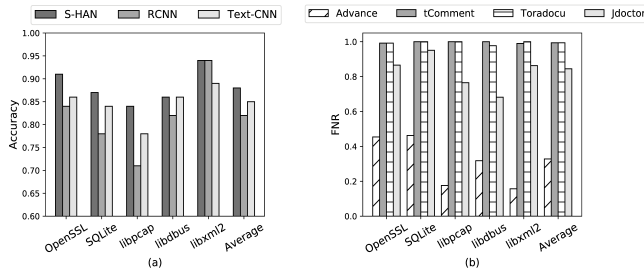 S-HAN RCNN Text-CNN
Accuracy
1.00
0.95
0.90
0.85
0.80
0.75
0.70
0.65
0.60
OpenSSL SQLite libpcap libdbus libxml2 Average
(a)
Advance tComment Toradocu Jdoctor
FNR
1.0
0.8
0.6
0.4
0.2
0.0
OpenSSL SQLite libpcap libdbus libxml2 Average
(b)